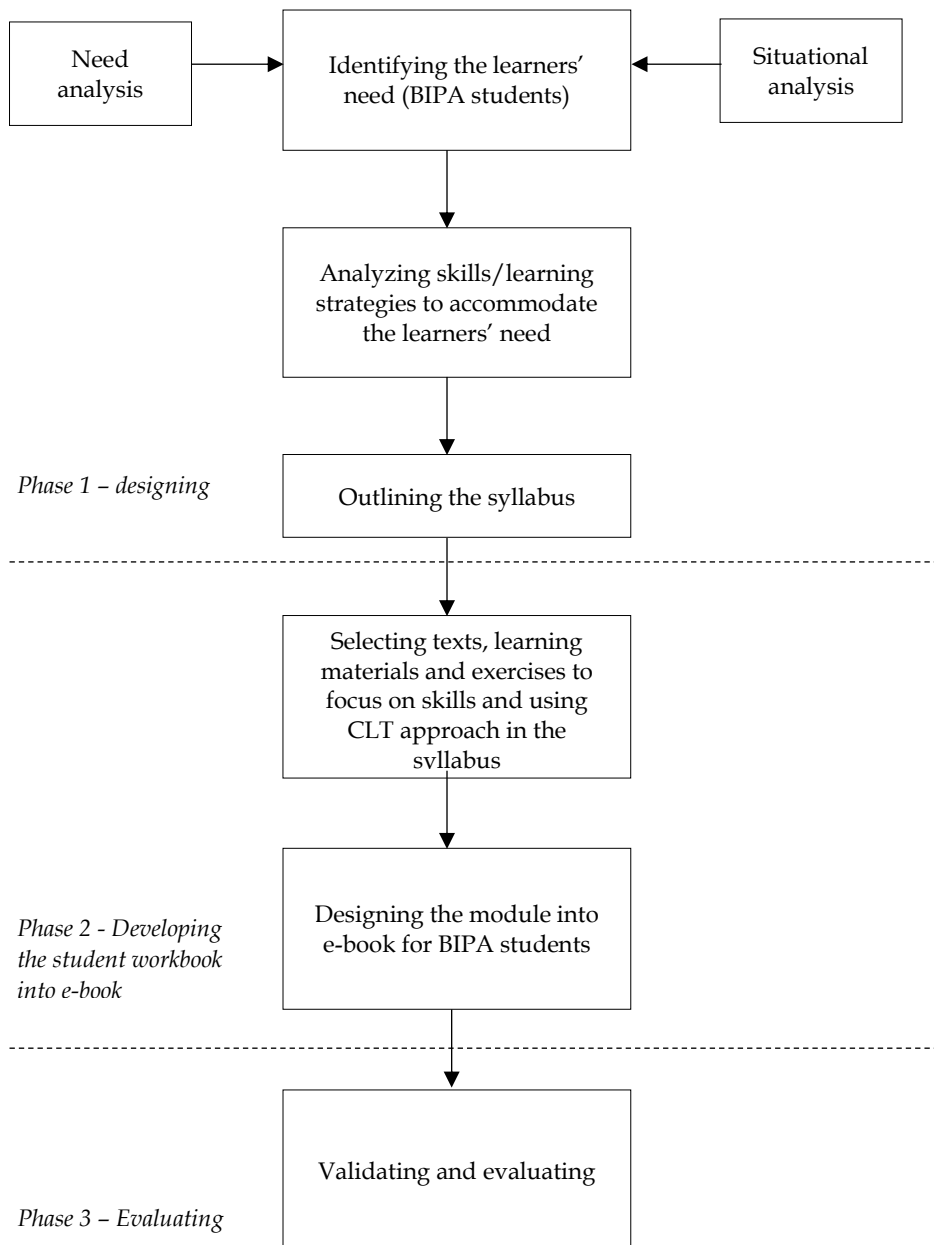 Need
analysis
Identifying the learners’
need (BIPA students)
Situational
analysis
Analyzing skills/learning
strategies to accommodate
the learners’ need
Phase 1 – designing
Outlining the syllabus
Selecting texts, learning
materials and exercises to
focus on skills and using
CLT approach in the
syllabus
Phase 2 - Developing
the student workbook
into e-book
Designing the module into
e-book for BIPA students
Validating and evaluating
Phase 3 – Evaluating